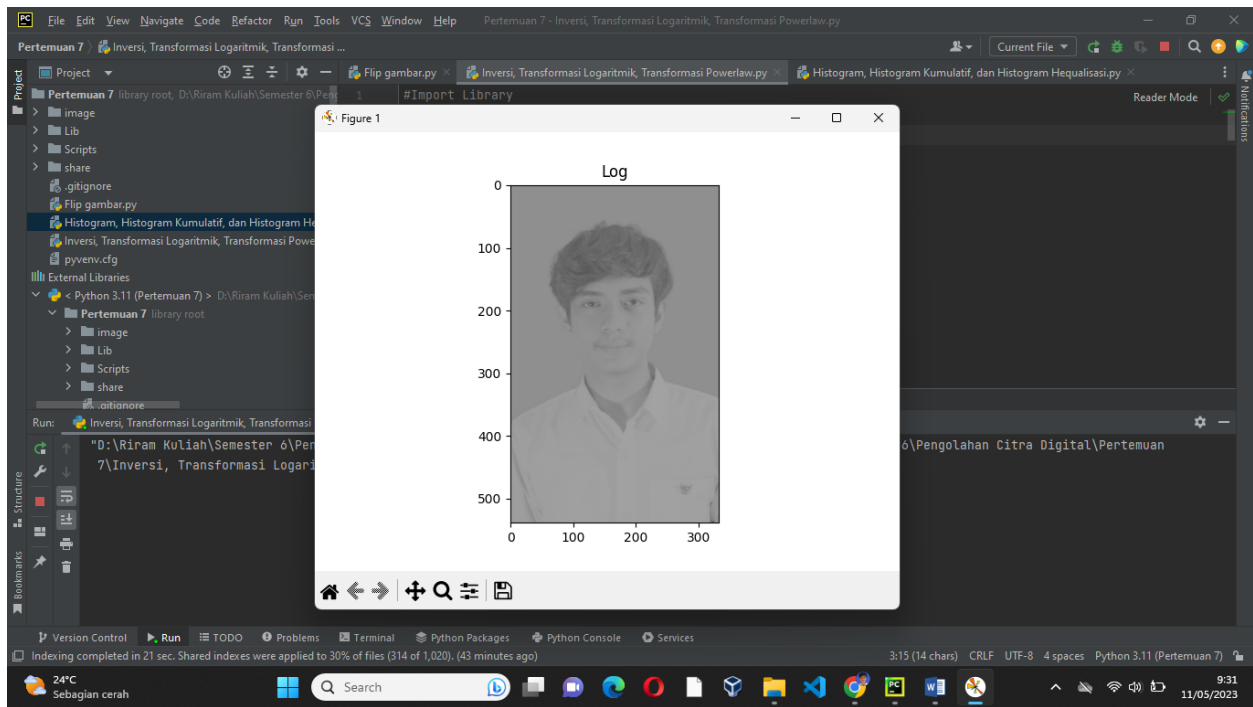 File Edit View Navigate Code Refactor Run Tools VCS Window Help Pertemuan 7 - Inversi, Transformasi Logaritmik, Transformasi Powerlaw.py
Pertemuan 7 Inversi, Transformasi Logaritmik, Transformasi ... Current File
Project Flip gambar.py Inversi, Transformasi Logaritmik, Transformasi Powerlaw.py Histogram, Histogram Kumulatif, dan Histogram Hequalisasi.py
Project
Notifications
Pertemuan 7 library root, D:\Riram Kuliah\Semester 6\Peng 1 #Import Library Reader Mode
image
Lib
Scripts
share
.gitignore
Flip gambar.py
Histogram, Histogram Kumulatif, dan Histogram He
Inversi, Transformasi Logaritmik, Transformasi Powe
pyvenv.cfg
External Libraries
< Python 3.11 (Pertemuan 7) > D:\Riram Kuliah\Sem
Pertemuan 7 library root
image
Lib
Scripts
share
.gitignore
Figure 1
Log
0
100
200
300
400
500
0 100 200 300
Run: Inversi, Transformasi Logaritmik, Transformasi
"D:\Riram Kuliah\Semester 6\Pen 6\Pengolahan Citra Digital\Pertemuan
7\Inversi, Transformasi Logari
Structure
Bookmarks
Version Control Run TODO Problems Terminal Python Packages Python Console Services
Indexing completed in 21 sec. Shared indexes were applied to 30% of files (314 of 1,020). (43 minutes ago) 3:15 (14 chars) CRLF UTF-8 4 spaces Python 3.11 (Pertemuan 7)
24°C
Sebagian cerah
Search
9:31
11/05/2023